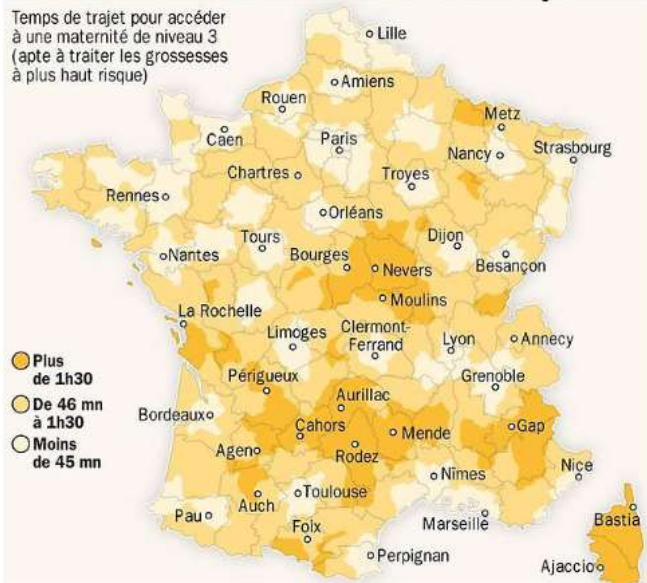 Temps de trajet pour accéder
à une maternité de niveau 3
(apte à traiter les grossesses
à plus haut risque)
Lille
Amiens
Rouen
Metz
Caen
Paris
Nancy
Strasbourg
Chartres
Troyes
Rennes
Orléans
Tours
Dijon
Nantes
Bourges
Nevers
Besançon
Moulins
La Rochelle
Limoges
Clermont-
Ferrand
Lyon
Annecy
Plus
de 1h30
Périgueux
Grenoble
De 46 mn
à 1h30
Aurillac
Bordeaux
Cahors
Mende
Gap
Moins
de 45 mn
Agen
Rodez
Nîmes
Nice
Auch
Toulouse
Pau
Foix
Marseille
Bastia
Perpignan
Ajaccio